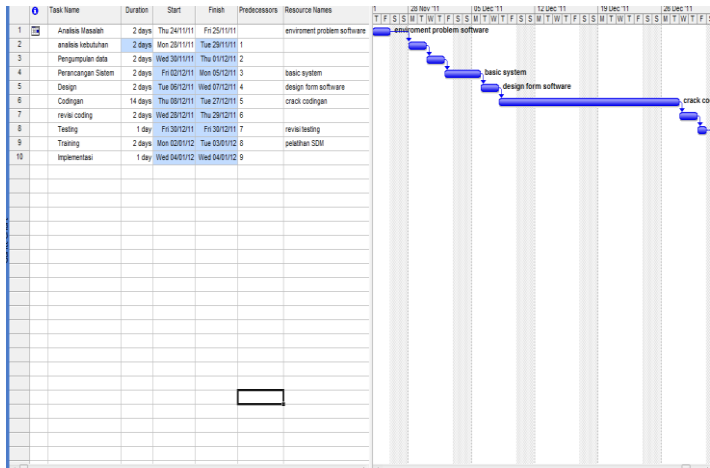 Task Name Duration Start Finish Predecessors Resource Names
28 Nov '11 05 Dec '11 12 Dec '11 19 Dec '11 26 Dec '11
T F S S M T W T F S S M T W T F S S M T W T F S S M T W T F S S M T W T F S
1 Analisis Masalah 2 days Thu 24/11/11 Fri 25/11/11 enviroment problem software
enviroment problem software
2 analisis kebutuhan 2 days Mon 28/11/11 Tue 29/11/11 1
3 Pengumpulan data 2 days Wed 30/11/11 Thu 01/12/11 2
4 Perancangan Sistem 2 days Fri 02/12/11 Mon 05/12/11 3 basic system
basic system
5 Design 2 days Tue 06/12/11 Wed 07/12/11 4 design form software
design form software
6 Codingan 14 days Thu 08/12/11 Tue 27/12/11 5 crack codingan
crack co
7 revisi coding 2 days Wed 28/12/11 Thu 29/12/11 6
8 Testing 1 day Fri 30/12/11 Fri 30/12/11 7 revisi testing
9 Training 2 days Mon 02/01/12 Tue 03/01/12 8 pelatihan SDM
10 Implementasi 1 day Wed 04/01/12 Wed 04/01/12 9